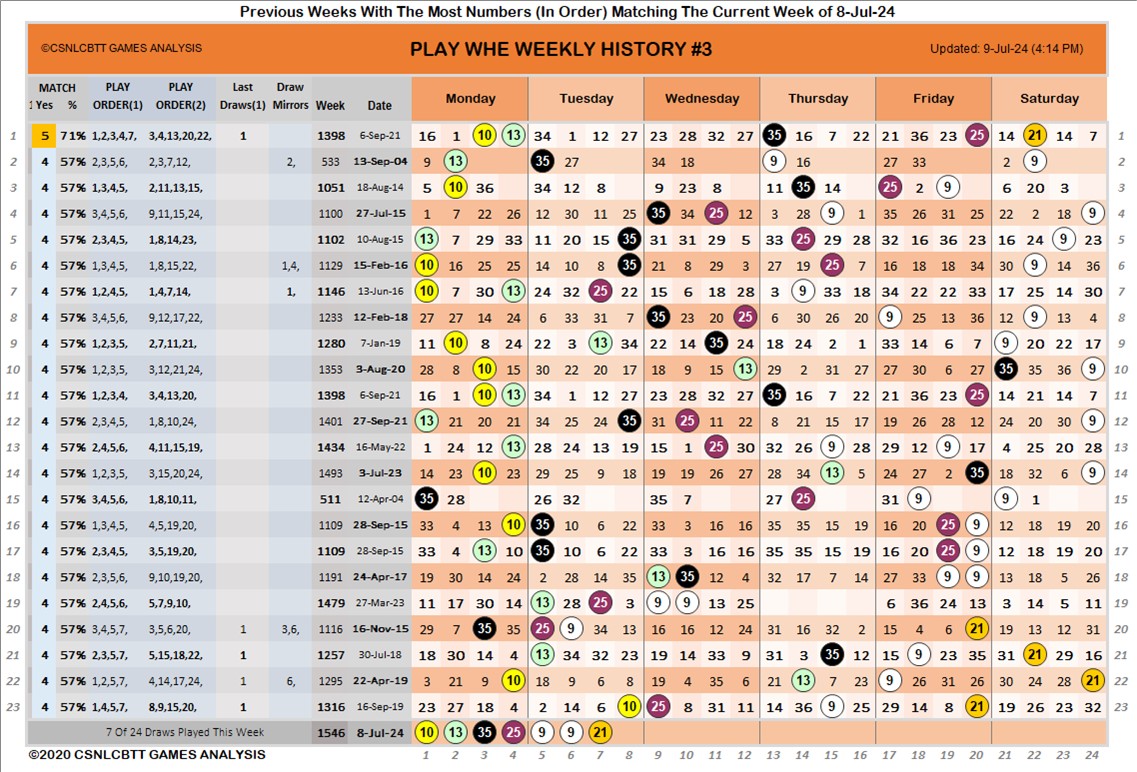 Previous Weeks With The Most Numbers (In Order) Matching The Current Week of 8-Jul-24
©CSNLCBTT GAMES ANALYSIS PLAY WHE WEEKLY HISTORY #3 Updated: 9-Jul-24 (4:14 PM)
MATCH PLAY PLAY Last Draw
1 Yes % ORDER(1) ORDER(2) Draws(1) Mirrors Week Date Monday Tuesday Wednesday Thursday Friday Saturday
1 5 71% 1,2,3,4,7, 3,4,13,20,22, 1 1398 6-Sep-21 16 1 10 13 34 1 12 27 23 28 32 27 35 16 7 22 21 36 23 25 14 21 14 7 1
2 4 57% 2,3,5,6, 2,3,7,12, 2, 533 13-Sep-04 9 13 35 27 34 18 9 16 27 33 2 9 2
3 4 57% 1,3,4,5, 2,11,13,15, 1051 18-Aug-14 5 10 36 34 12 8 9 23 8 11 35 14 25 2 9 6 20 3 3
4 4 57% 3,4,5,6, 9,11,15,24, 1100 27-Jul-15 1 7 22 26 12 30 11 25 35 34 25 12 3 28 9 1 35 26 31 25 22 2 18 9 4
5 4 57% 2,3,4,5, 1,8,14,23, 1102 10-Aug-15 13 7 29 33 11 20 15 35 31 31 29 5 33 25 29 28 32 16 36 23 16 24 9 23 5
6 4 57% 1,3,4,5, 1,8,15,22, 1,4, 1129 15-Feb-16 10 16 25 25 14 10 8 35 21 8 29 3 27 19 25 7 16 18 18 34 30 9 14 36 6
7 4 57% 1,2,4,5, 1,4,7,14, 1, 1146 13-Jun-16 10 7 30 13 24 32 25 22 15 6 18 28 3 9 33 18 34 22 22 33 17 25 14 30 7
8 4 57% 3,4,5,6, 9,12,17,22, 1233 12-Feb-18 27 27 14 24 6 33 31 7 35 23 20 25 6 30 26 20 9 25 13 36 12 9 13 4 8
9 4 57% 1,2,3,5, 2,7,11,21, 1280 7-Jan-19 11 10 8 24 22 3 13 34 22 14 35 24 18 24 2 1 33 14 6 7 9 20 22 17 9
10 4 57% 1,2,3,5, 3,12,21,24, 1353 3-Aug-20 28 8 10 15 30 22 20 17 18 9 15 13 29 2 31 27 27 30 6 27 35 35 36 9 10
11 4 57% 1,2,3,4, 3,4,13,20, 1398 6-Sep-21 16 1 10 13 34 1 12 27 23 28 32 27 35 16 7 22 21 36 23 25 14 21 14 7 11
12 4 57% 2,3,4,5, 1,8,10,24, 1401 27-Sep-21 13 21 20 21 34 25 24 35 31 25 11 22 8 21 15 17 19 26 28 12 24 20 30 9 12
13 4 57% 2,4,5,6, 4,11,15,19, 1434 16-May-22 1 24 12 13 28 24 13 19 15 1 25 30 32 26 9 28 29 12 9 17 4 25 20 28 13
14 4 57% 1,2,3,5, 3,15,20,24, 1493 3-Jul-23 14 23 10 23 29 25 9 18 19 19 26 27 28 34 13 5 24 27 2 35 18 32 6 9 14
15 4 57% 3,4,5,6, 1,8,10,11, 511 12-Apr-04 35 28 26 32 35 7 27 25 31 9 9 1 15
16 4 57% 1,3,4,5, 4,5,19,20, 1109 28-Sep-15 33 4 13 10 35 10 6 22 33 3 16 16 35 35 15 19 16 20 25 9 12 18 19 20 16
17 4 57% 2,3,4,5, 3,5,19,20, 1109 28-Sep-15 33 4 13 10 35 10 6 22 33 3 16 16 35 35 15 19 16 20 25 9 12 18 19 20 17
18 4 57% 2,3,5,6, 9,10,19,20, 1191 24-Apr-17 19 30 14 24 2 28 14 35 13 35 12 4 32 17 7 14 27 33 9 9 13 18 5 26 18
19 4 57% 2,4,5,6, 5,7,9,10, 1479 27-Mar-23 11 17 30 14 13 28 25 3 9 9 13 25 6 36 24 13 3 14 5 11 19
20 4 57% 3,4,5,7, 3,5,6,20, 1 3,6, 1116 16-Nov-15 29 7 35 35 25 9 34 13 16 16 12 24 31 16 32 2 15 4 6 21 19 13 12 31 20
21 4 57% 2,3,5,7, 5,15,18,22, 1 1257 30-Jul-18 18 30 14 4 13 34 32 23 19 14 33 9 31 3 35 12 15 9 23 35 31 21 29 16 21
22 4 57% 1,2,5,7, 4,14,17,24, 1 6, 1295 22-Apr-19 3 21 9 10 18 9 6 8 19 4 35 6 21 13 7 23 9 26 31 26 30 24 28 21 22
23 4 57% 1,4,5,7, 8,9,15,20, 1 1316 16-Sep-19 23 27 18 4 2 14 6 10 25 8 31 11 14 36 9 25 29 14 8 21 19 26 23 32 23
7 Of 24 Draws Played This Week 1546 8-Jul-24 10 13 35 25 9 9 21
©2020 CSNLCBTT GAMES ANALYSIS 1 2 3 4 5 6 7 8 9 10 11 12 13 14 15 16 17 18 19 20 21 22 23 24